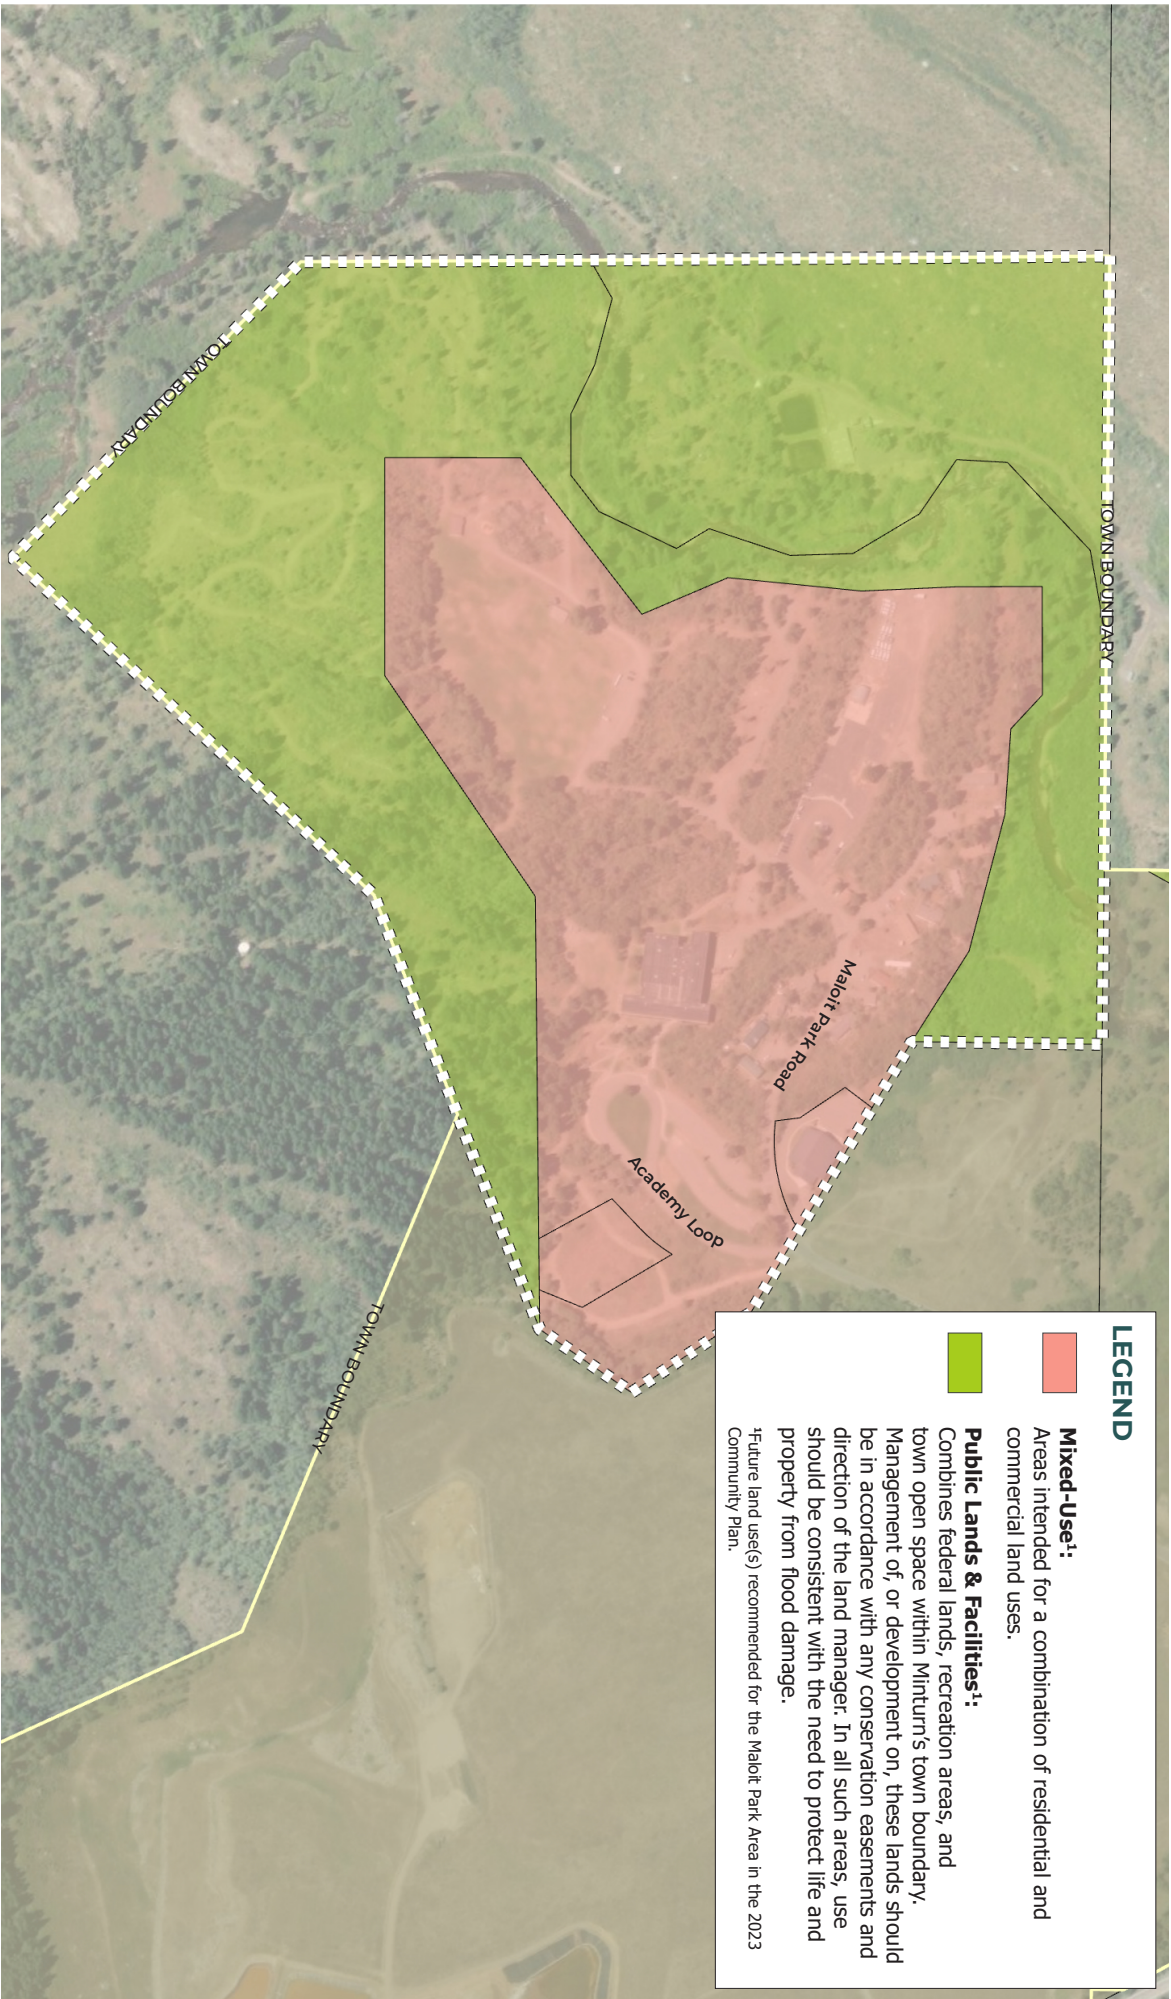 TOWN BOUNDARY
TOWN BOUNDARY
TOWN BOUNDARY
Maloit Park Road
Academy Loop
LEGEND
Mixed-Use¹:
Areas intended for a combination of residential and
commercial land uses.
Public Lands & Facilities¹:
Combines federal lands, recreation areas, and
town open space within Minturn’s town boundary.
Management of, or development on, these lands should
be in accordance with any conservation easements and
direction of the land manager. In all such areas, use
should be consistent with the need to protect life and
property from flood damage.
¹Future land use(s) recommended for the Maloit Park Area in the 2023
Community Plan.